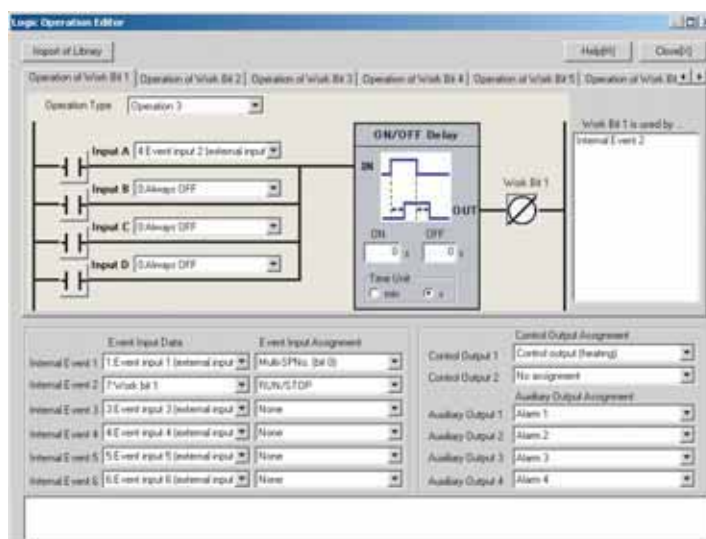 Logic Operation Editor
Import of Library Help(H) Close(X)
Operation of Work Bit 1 Operation of Work Bit 2 Operation of Work Bit 3 Operation of Work Bit 4 Operation of Work Bit 5 Operation of Work Bit
Operation Type Operation 3
Work Bit 1 is used by ...
Internal Event 2
ON/OFF Delay
Input A 4:Event input 2 (external input
IN
Input B 0:Always OFF
Work Bit 1
OUT
Input C 0:Always OFF
ON OFF
0 s 0 s
Input D 0:Always OFF
Time Unit
min s
Event Input Data Event Input Assignment
Internal Event 1 1:Event input 1 (external input Multi-SP No. (bit 0)
Internal Event 2 7:Work bit 1 RUN/STOP
Internal Event 3 3:Event input 3 (external input None
Internal Event 4 4:Event input 4 (external input None
Internal Event 5 5:Event input 5 (external input None
Internal Event 6 6:Event input 6 (external input None
Control Output Assignment
Control Output 1 Control output (heating)
Control Output 2 No assignment
Auxiliary Output Assignment
Auxiliary Output 1 Alarm 1
Auxiliary Output 2 Alarm 2
Auxiliary Output 3 Alarm 3
Auxiliary Output 4 Alarm 4